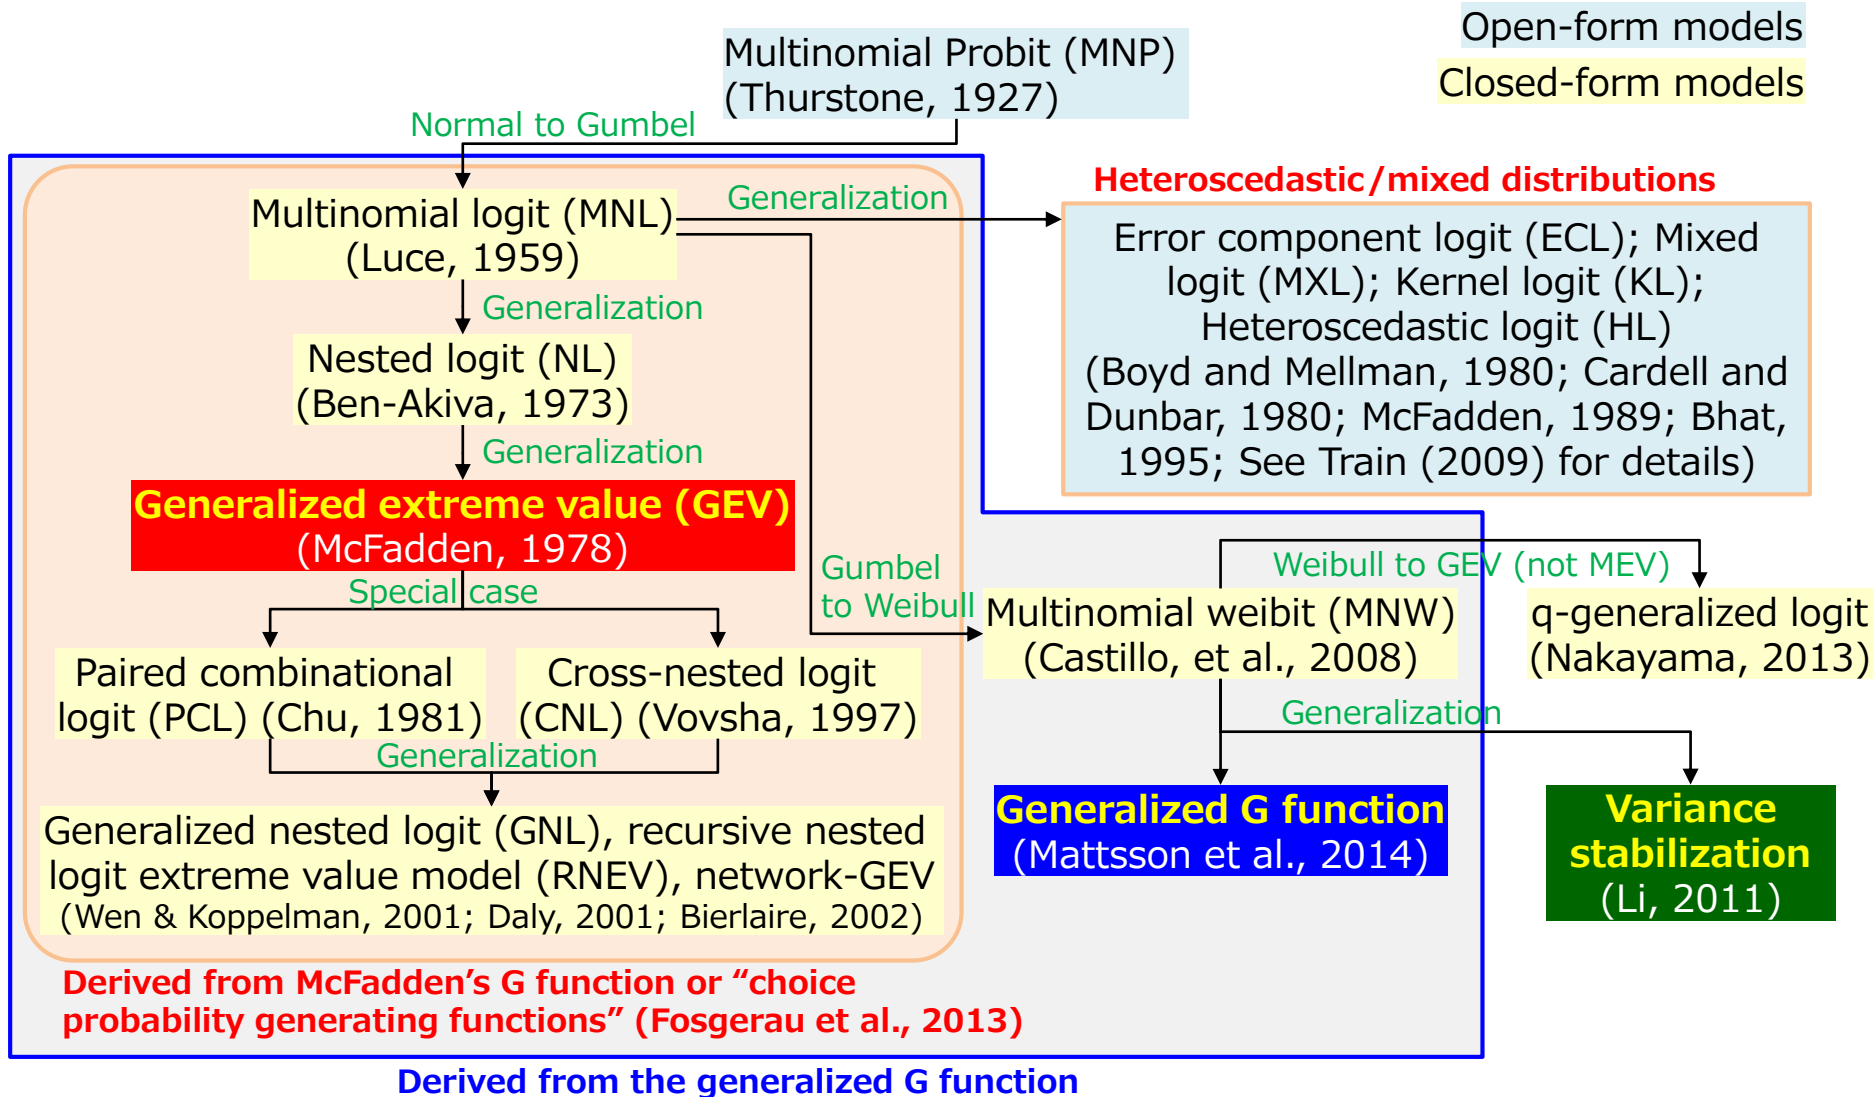 Open-form models
Closed-form models
Multinomial Probit (MNP)
(Thurstone, 1927)
Normal to Gumbel
Multinomial logit (MNL)
(Luce, 1959)
Generalization
Heteroscedastic/mixed distributions
Error component logit (ECL); Mixed
logit (MXL); Kernel logit (KL);
Heteroscedastic logit (HL)
(Boyd and Mellman, 1980; Cardell and
Dunbar, 1980; McFadden, 1989; Bhat,
1995; See Train (2009) for details)
Generalization
Nested logit (NL)
(Ben-Akiva, 1973)
Generalization
Generalized extreme value (GEV)
(McFadden, 1978)
Special case
Paired combinational
logit (PCL) (Chu, 1981)
Cross-nested logit
(CNL) (Vovsha, 1997)
Generalization
Generalized nested logit (GNL), recursive nested
logit extreme value model (RNEV), network-GEV
(Wen & Koppelman, 2001; Daly, 2001; Bierlaire, 2002)
Derived from McFadden's G function or “choice
probability generating functions” (Fosgerau et al., 2013)
Gumbel
to Weibull
Multinomial weibit (MNW)
(Castillo, et al., 2008)
Weibull to GEV (not MEV)
q-generalized logit
(Nakayama, 2013)
Generalization
Generalized G function
(Mattsson et al., 2014)
Variance
stabilization
(Li, 2011)
Derived from the generalized G function